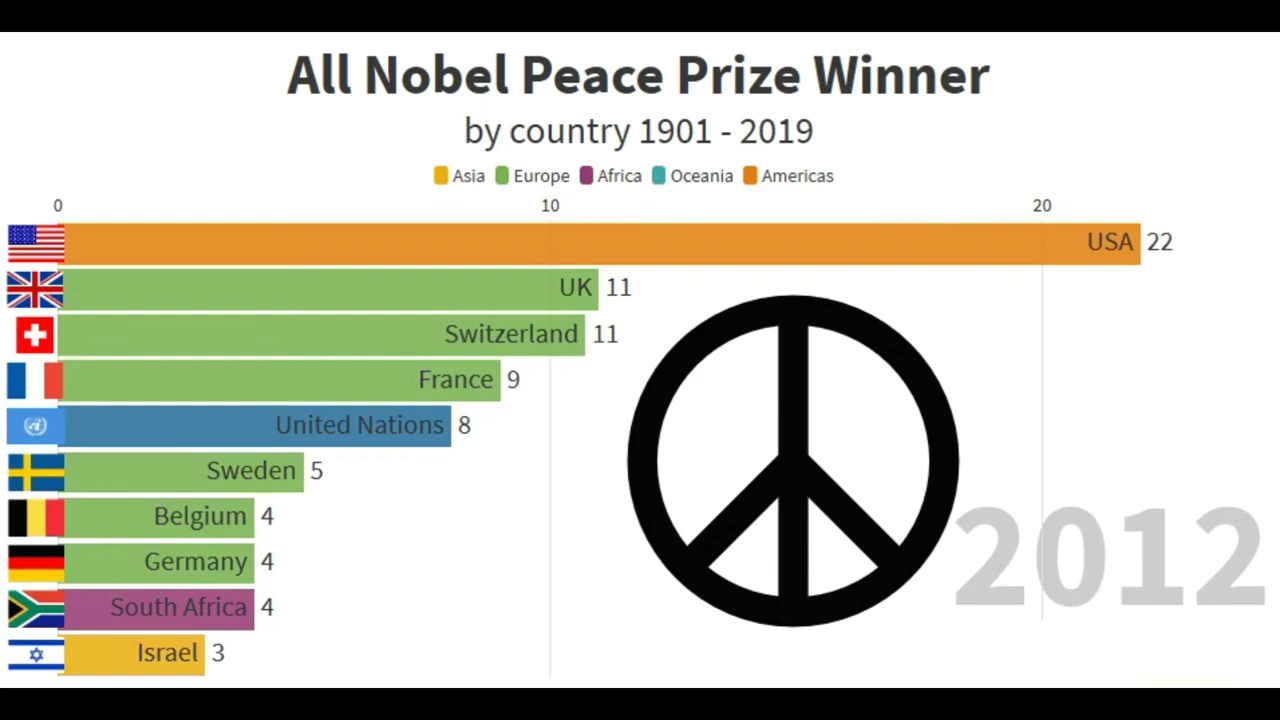 All Nobel Peace Prize Winner
by country 1901 - 2019
Asia Europe Africa Oceania Americas
0 10 20
USA 22
UK 11
Switzerland 11
France 9
United Nations 8
Sweden 5
Belgium 4
Germany 4
South Africa 4
Israel 3
2012